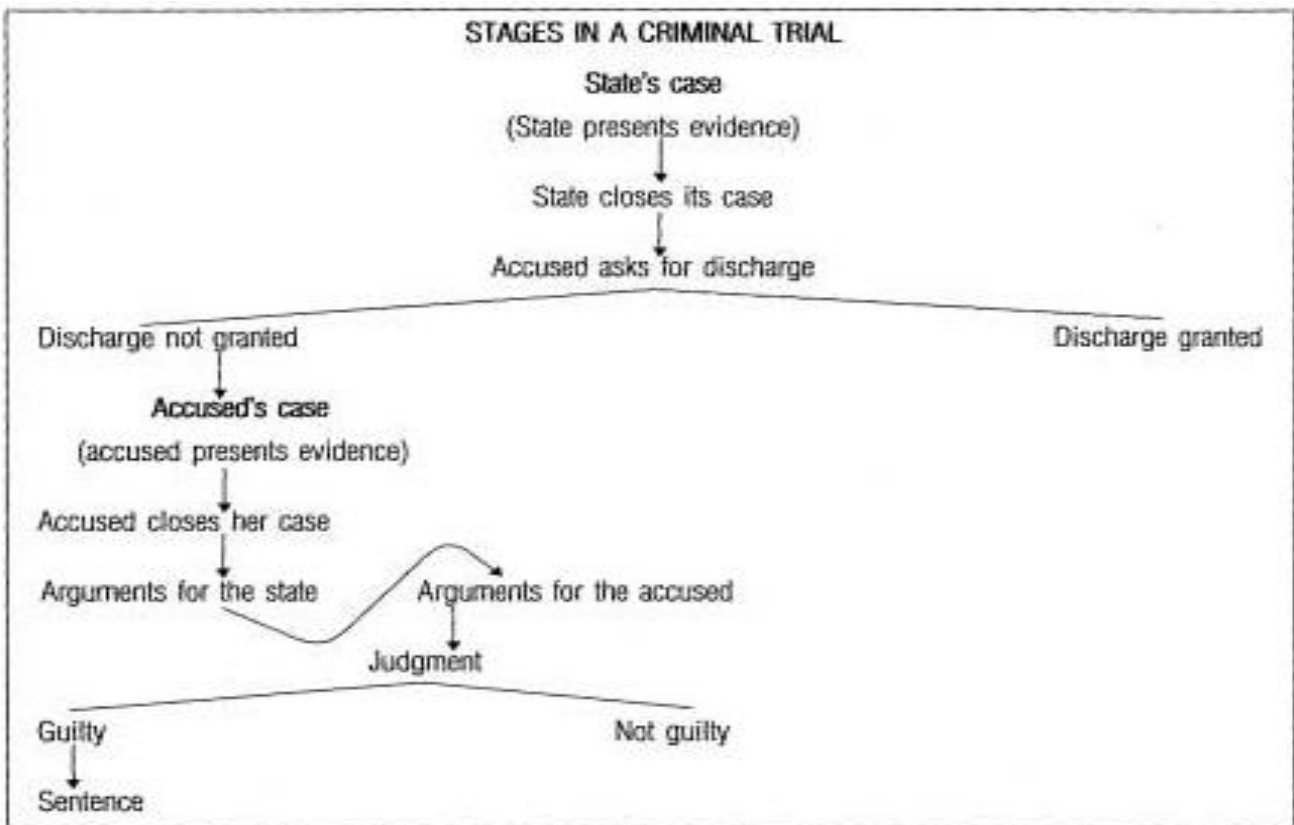 STAGES IN A CRIMINAL TRIAL
State's case
(State presents evidence)
State closes its case
Accused asks for discharge
Discharge not granted
Discharge granted
Accused's case
(accused presents evidence)
Accused closes her case
Arguments for the state
Arguments for the accused
Judgment
Guilty
Not guilty
Sentence